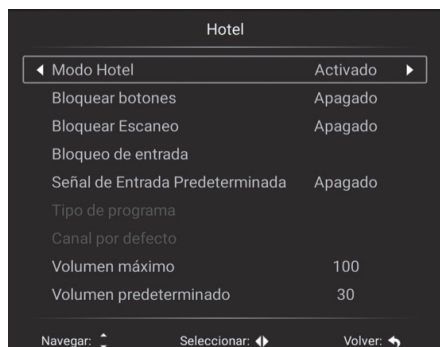 Hotel
Modo Hotel Activado
Bloquear botones Apagado
Bloquear Escaneo Apagado
Bloqueo de entrada
Señal de Entrada Predeterminada Apagado
Tipo de programa
Canal por defecto
Volumen máximo 100
Volumen predeterminado 30
Navegar: Seleccionar: Volver: